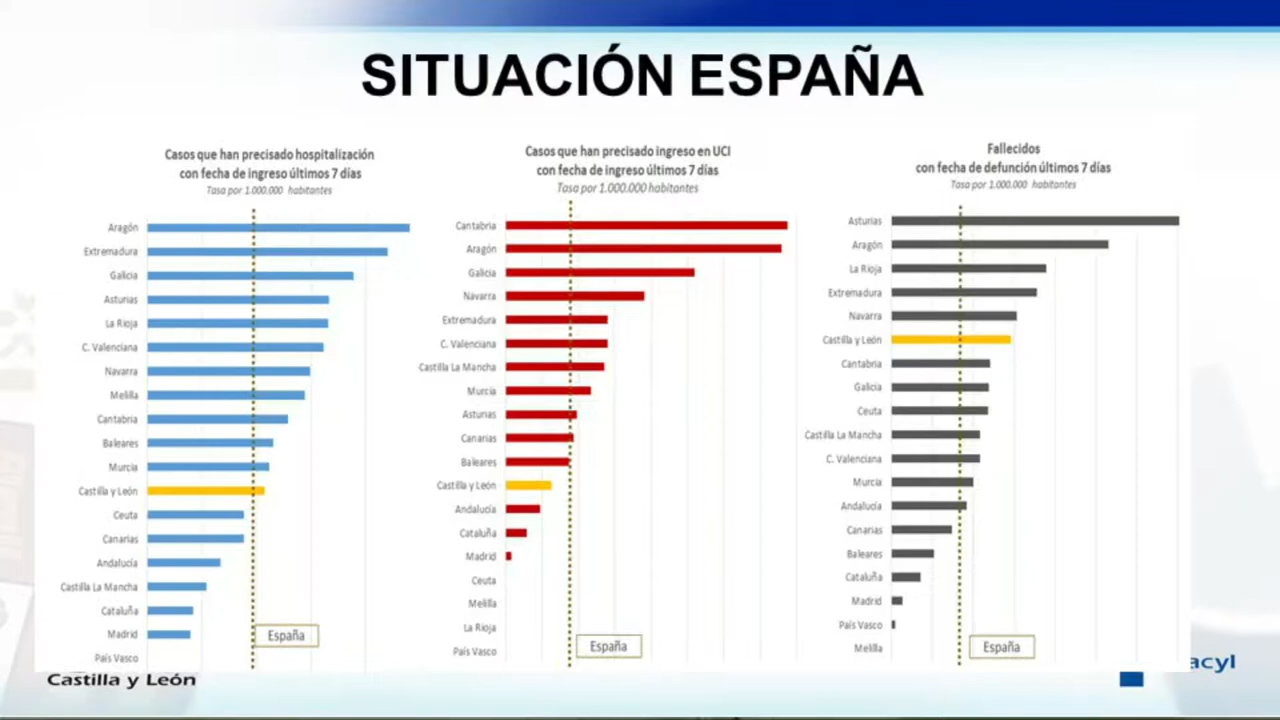 SITUACIÓN ESPAÑA
Casos que han precisado hospitalización
con fecha de ingreso últimos 7 días
Tasa por 1.000.000 habitantes
Aragón
Extremadura
Galicia
Asturias
La Rioja
C. Valenciana
Navarra
Melilla
Cantabria
Baleares
Murcia
Castilla y León
Ceuta
Canarias
Andalucía
Castilla La Mancha
Cataluña
Madrid
País Vasco
España
Casos que han precisado ingreso en UCI
con fecha de ingreso últimos 7 días
Tasa por 1.000.000 habitantes
Cantabria
Aragón
Galicia
Navarra
Extremadura
C. Valenciana
Castilla La Mancha
Murcia
Asturias
Canarias
Baleares
Castilla y León
Andalucía
Cataluña
Madrid
Ceuta
Melilla
La Rioja
País Vasco
España
Fallecidos
con fecha de defunción últimos 7 días
Tasa por 1.000.000 habitantes
Asturias
Aragón
La Rioja
Extremadura
Navarra
Castilla y León
Cantabria
Galicia
Ceuta
Castilla La Mancha
C. Valenciana
Murcia
Andalucía
Canarias
Baleares
Cataluña
Madrid
País Vasco
Melilla
España
Castilla y León
acyl